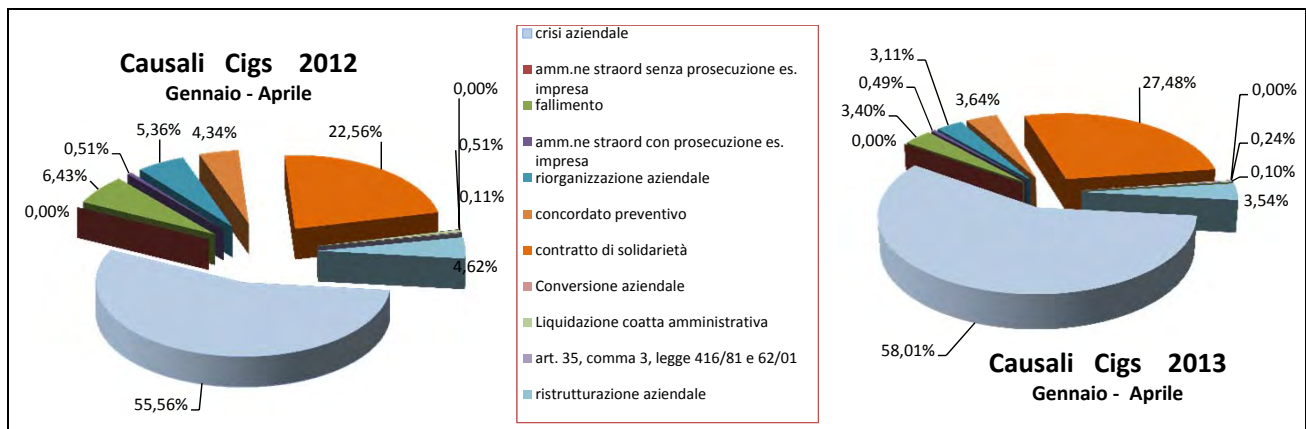 Causali Cigs 2012
Gennaio - Aprile
0,00%
6,43%
0,51%
5,36%
4,34%
22,56%
0,00%
0,51%
0,11%
4,62%
55,56%
crisi aziendale
amm.ne straord senza prosecuzione es.
impresa
fallimento
amm.ne straord con prosecuzione es.
impresa
riorganizzazione aziendale
concordato preventivo
contratto di solidarietà
Conversione aziendale
Liquidazione coatta amministrativa
art. 35, comma 3, legge 416/81 e 62/01
ristrutturazione aziendale
0,00%
3,40%
0,49%
3,11%
3,64%
27,48%
0,00%
0,24%
0,10%
3,54%
58,01%
Causali Cigs 2013
Gennaio - Aprile